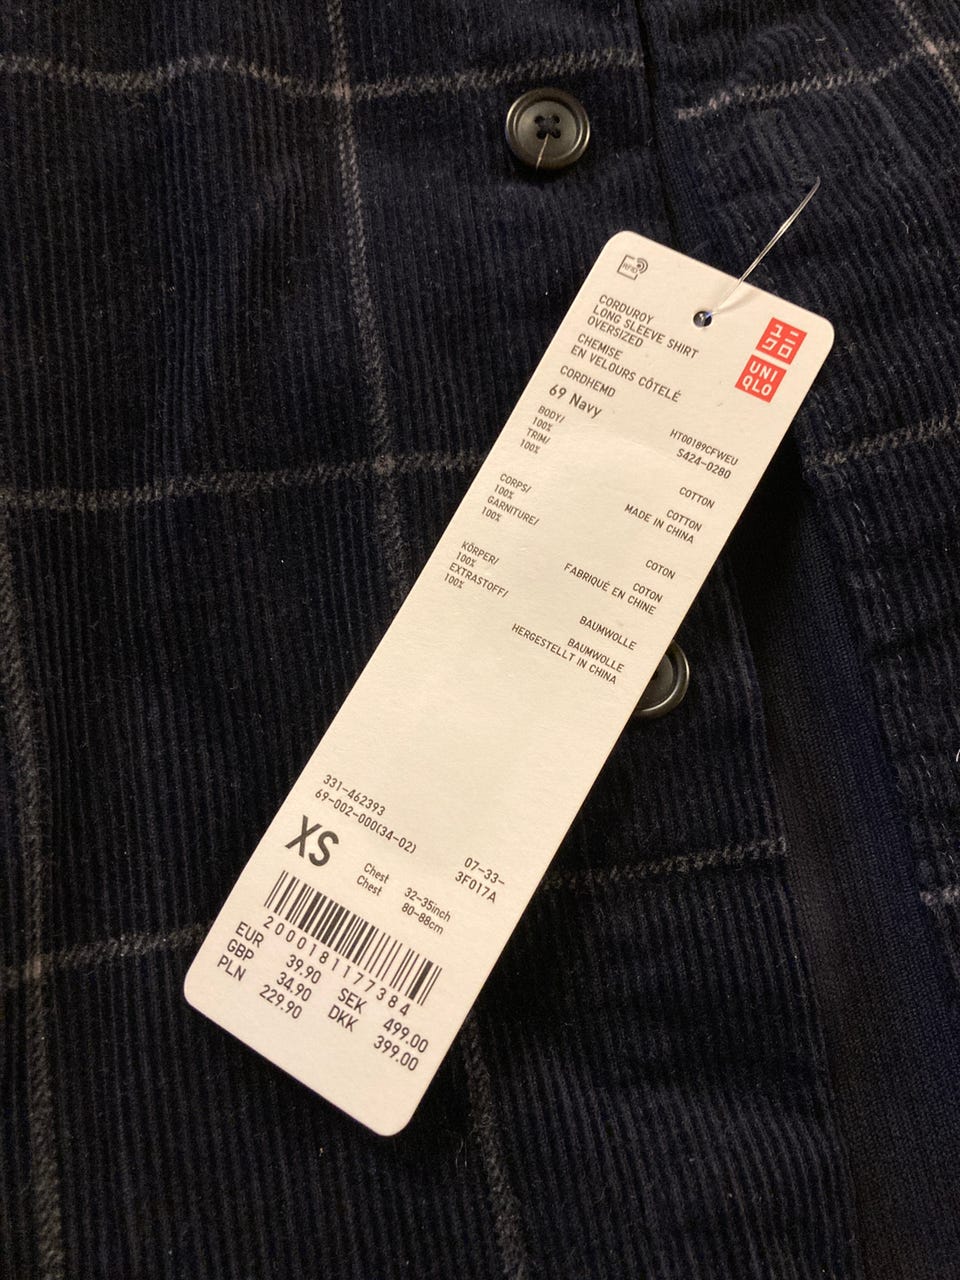 RFID
ユニ
クロ
UNI
QLO
CORDUROY
LONG SLEEVE SHIRT
OVERSIZED
CHEMISE
EN VELOURS CÔTELÉ
CORDHEMD
69 Navy
HT00189CFWEU
S424-0280
BODY/
100% COTTON
TRIM/
100% COTTON
MADE IN CHINA
CORPS/
100% COTON
GARNITURE/
100% COTON
FABRIQUÉ EN CHINE
KÖRPER/
100% BAUMWOLLE
EXTRASTOFF/
100% BAUMWOLLE
HERGESTELLT IN CHINA
331-462393
69-002-000(34-02)
07-33-
3F017A
XS
Chest 32-35inch
Chest 80-88cm
2000181177384
EUR 39.90 SEK 499.00
GBP 34.90 DKK 399.00
PLN 229.90